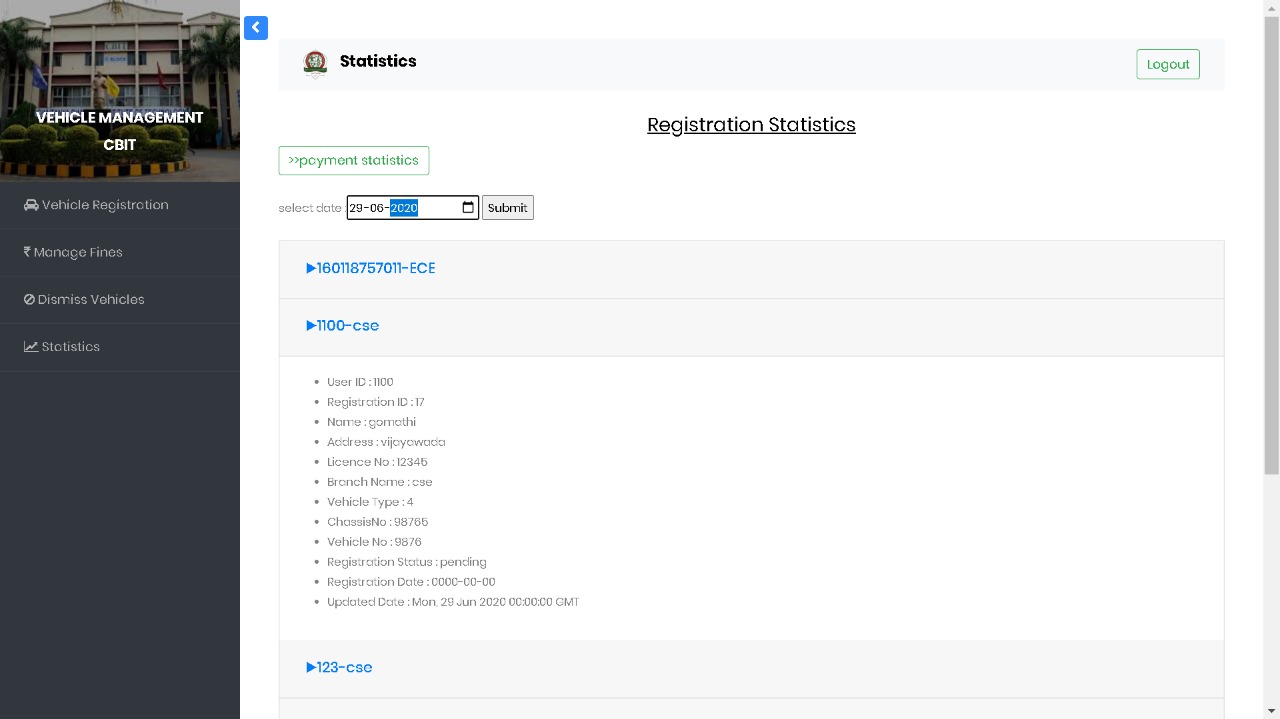 VEHICLE MANAGEMENT
CBIT
Vehicle Registration
₹ Manage Fines
Dismiss Vehicles
Statistics
Statistics
Logout
Registration Statistics
>>payment statistics
select date : 29-06-2020 Submit
▶160118757011-ECE
▶1100-cse
• User ID : 1100
• Registration ID : 17
• Name : gomathi
• Address : vijayawada
• Licence No : 12345
• Branch Name : cse
• Vehicle Type : 4
• ChassisNo : 98765
• Vehicle No : 9876
• Registration Status : pending
• Registration Date : 0000-00-00
• Updated Date : Mon, 29 Jun 2020 00:00:00 GMT
▶123-cse